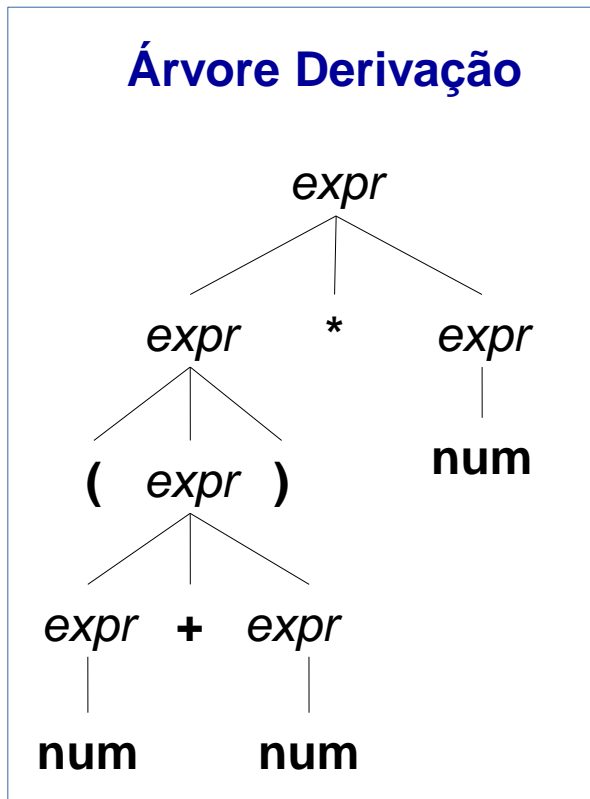 Árvore Derivação
expr
expr * expr
( expr ) num
expr + expr
num num